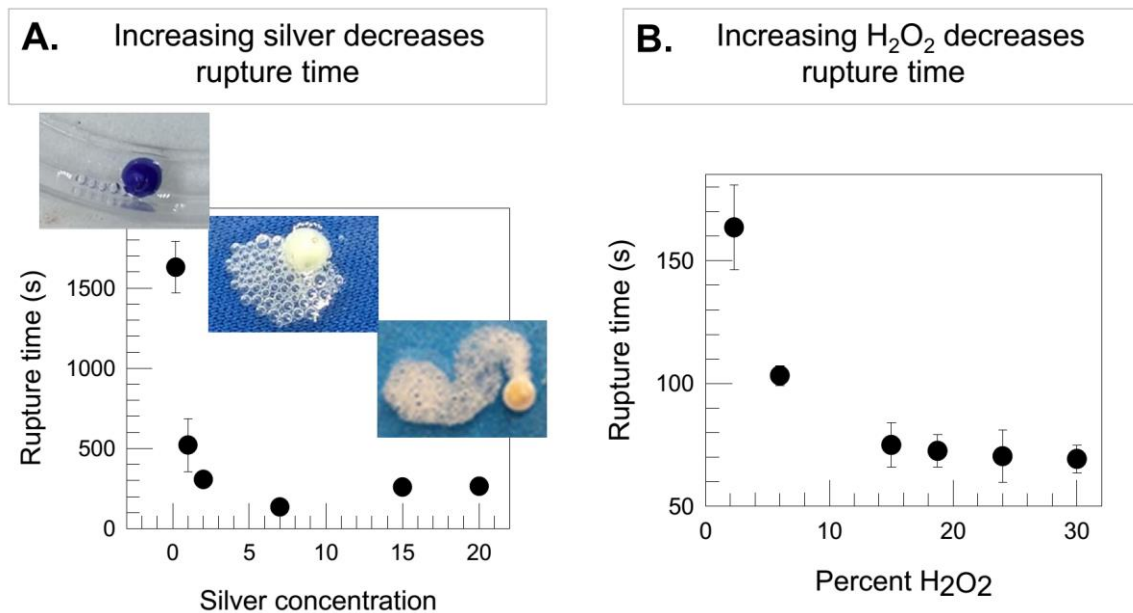 A. Increasing silver decreases
rupture time
Rupture time (s)
1500
1000
500
0
0 5 10 15 20
Silver concentration
B. Increasing H₂O₂ decreases
rupture time
Rupture time (s)
150
100
50
0 10 20 30
Percent H2O2